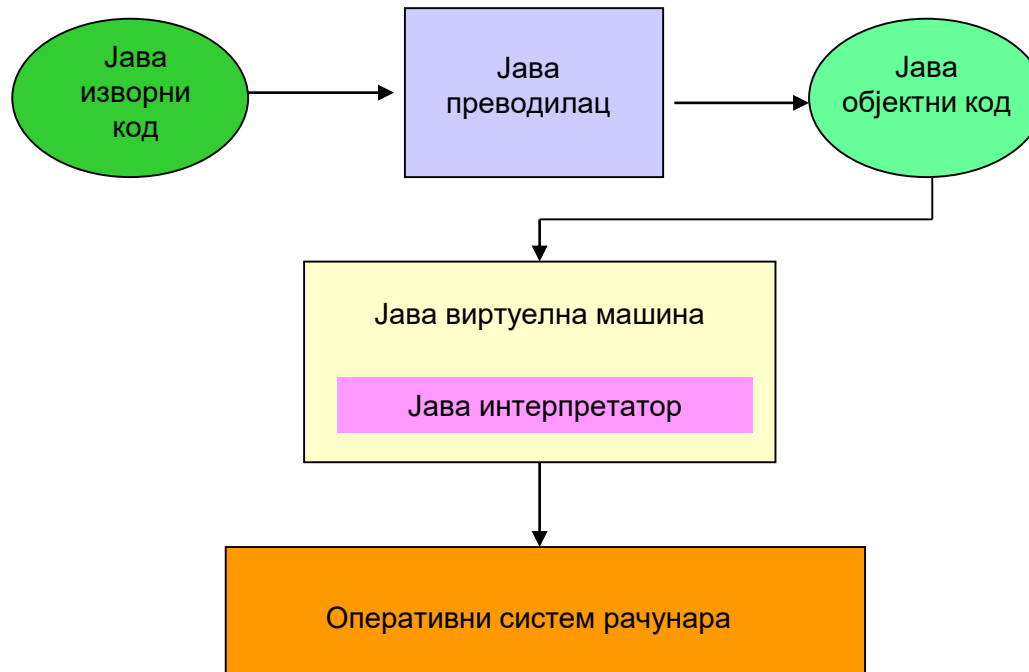 Јава
изворни
код
Јава
преводилац
Јава
објектни код
Јава виртуелна машина
Јава интерпретатор
Оперативни систем рачунара